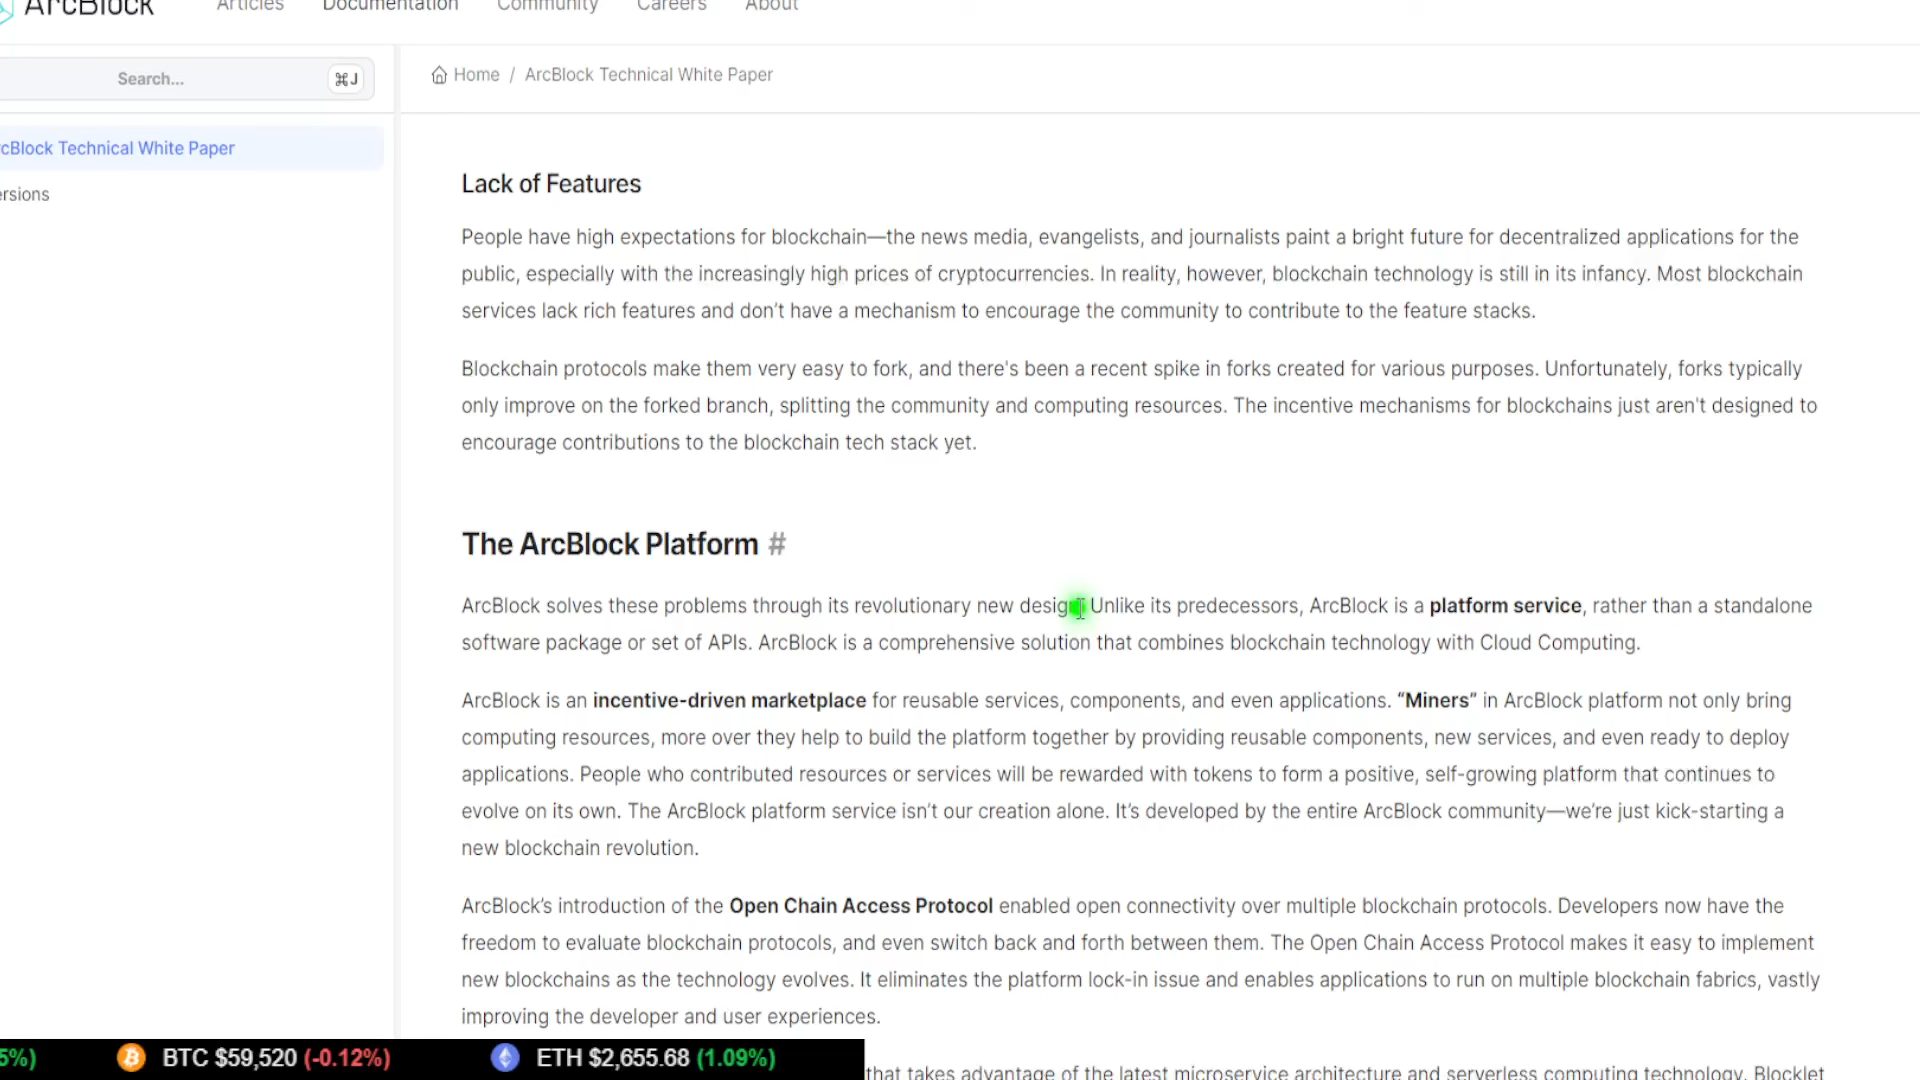 ArcBlock
Articles Documentation Community Careers About
Search... ⌘J
Home / ArcBlock Technical White Paper
cBlock Technical White Paper
ersions
Lack of Features
People have high expectations for blockchain—the news media, evangelists, and journalists paint a bright future for decentralized applications for the
public, especially with the increasingly high prices of cryptocurrencies. In reality, however, blockchain technology is still in its infancy. Most blockchain
services lack rich features and don’t have a mechanism to encourage the community to contribute to the feature stacks.
Blockchain protocols make them very easy to fork, and there's been a recent spike in forks created for various purposes. Unfortunately, forks typically
only improve on the forked branch, splitting the community and computing resources. The incentive mechanisms for blockchains just aren't designed to
encourage contributions to the blockchain tech stack yet.
The ArcBlock Platform #
ArcBlock solves these problems through its revolutionary new design. Unlike its predecessors, ArcBlock is a platform service, rather than a standalone
software package or set of APIs. ArcBlock is a comprehensive solution that combines blockchain technology with Cloud Computing.
ArcBlock is an incentive-driven marketplace for reusable services, components, and even applications. “Miners” in ArcBlock platform not only bring
computing resources, more over they help to build the platform together by providing reusable components, new services, and even ready to deploy
applications. People who contributed resources or services will be rewarded with tokens to form a positive, self-growing platform that continues to
evolve on its own. The ArcBlock platform service isn’t our creation alone. It’s developed by the entire ArcBlock community—we’re just kick-starting a
new blockchain revolution.
ArcBlock’s introduction of the Open Chain Access Protocol enabled open connectivity over multiple blockchain protocols. Developers now have the
freedom to evaluate blockchain protocols, and even switch back and forth between them. The Open Chain Access Protocol makes it easy to implement
new blockchains as the technology evolves. It eliminates the platform lock-in issue and enables applications to run on multiple blockchain fabrics, vastly
improving the developer and user experiences.
that takes advantage of the latest microservice architecture and serverless computing technology. Blocklet
5%) BTC $59,520 (-0.12%) ETH $2,655.68 (1.09%)